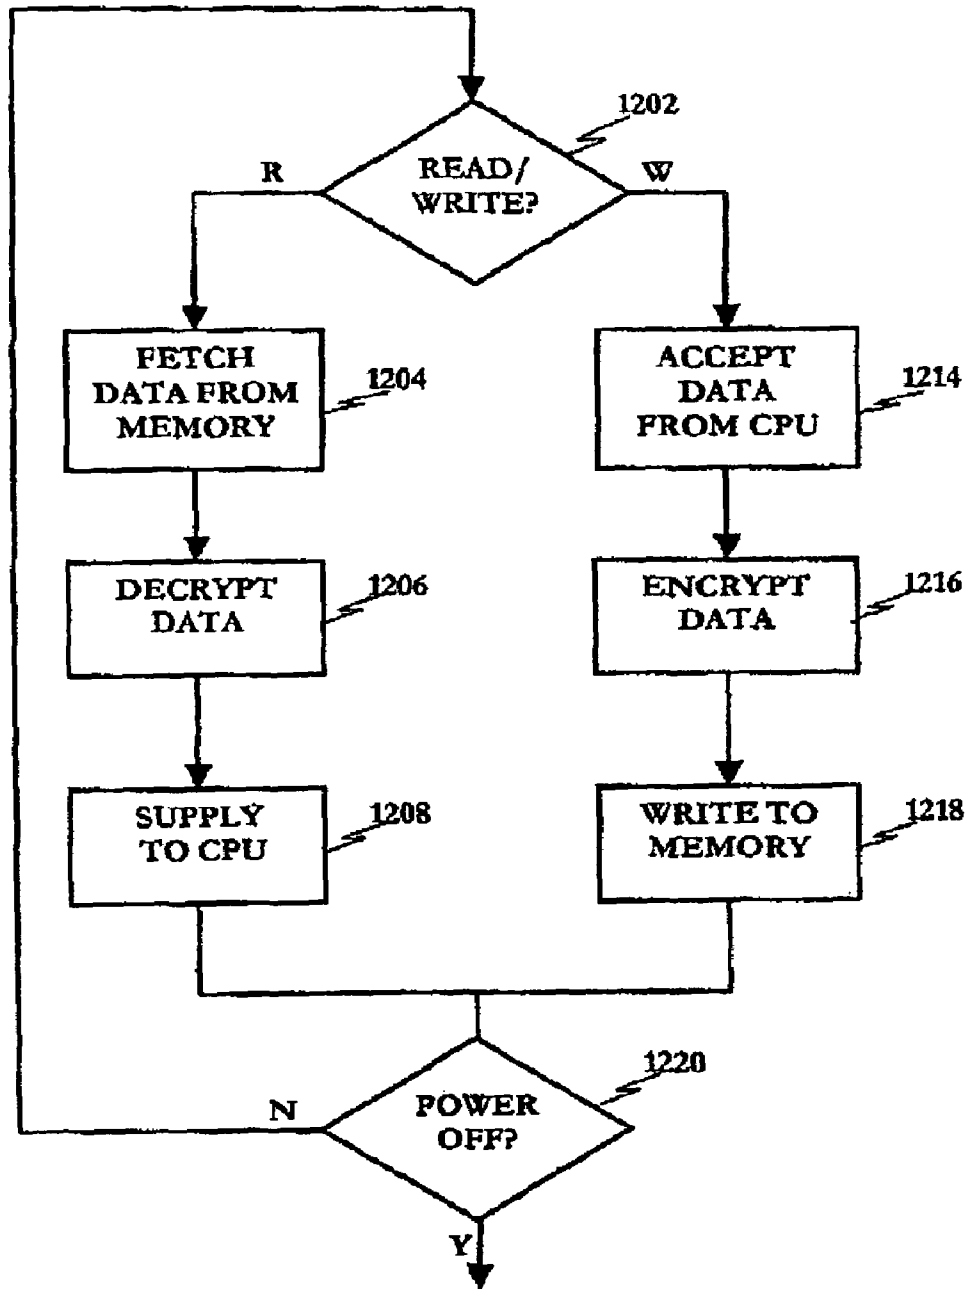 1202
R
READ/
WRITE?
W
FETCH
DATA FROM
MEMORY
1204
ACCEPT
DATA
FROM CPU
1214
DECRYPT
DATA
1206
ENCRYPT
DATA
1216
SUPPLY
TO CPU
1208
WRITE TO
MEMORY
1218
1220
N
POWER
OFF?
Y